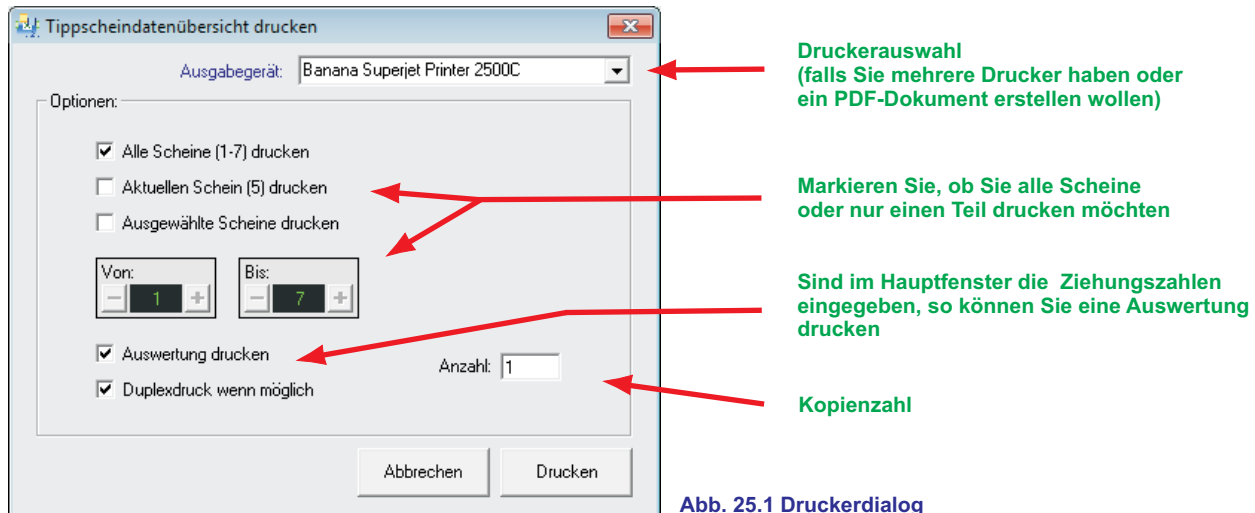 Tippscheindatenübersicht drucken
Ausgabegerät: Banana Superjet Printer 2500C
Druckerauswahl
(falls Sie mehrere Drucker haben oder
ein PDF-Dokument erstellen wollen)
Optionen:
Alle Scheine (1-7) drucken
Aktuellen Schein (5) drucken
Ausgewählte Scheine drucken
Markieren Sie, ob Sie alle Scheine
oder nur einen Teil drucken möchten
Von: Bis:
− 1 + − 7 +
Sind im Hauptfenster die Ziehungszahlen
eingegeben, so können Sie eine Auswertung
drucken
Auswertung drucken
Duplexdruck wenn möglich
Anzahl: 1
Kopienzahl
Abbrechen Drucken
Abb. 25.1 Druckerdialog